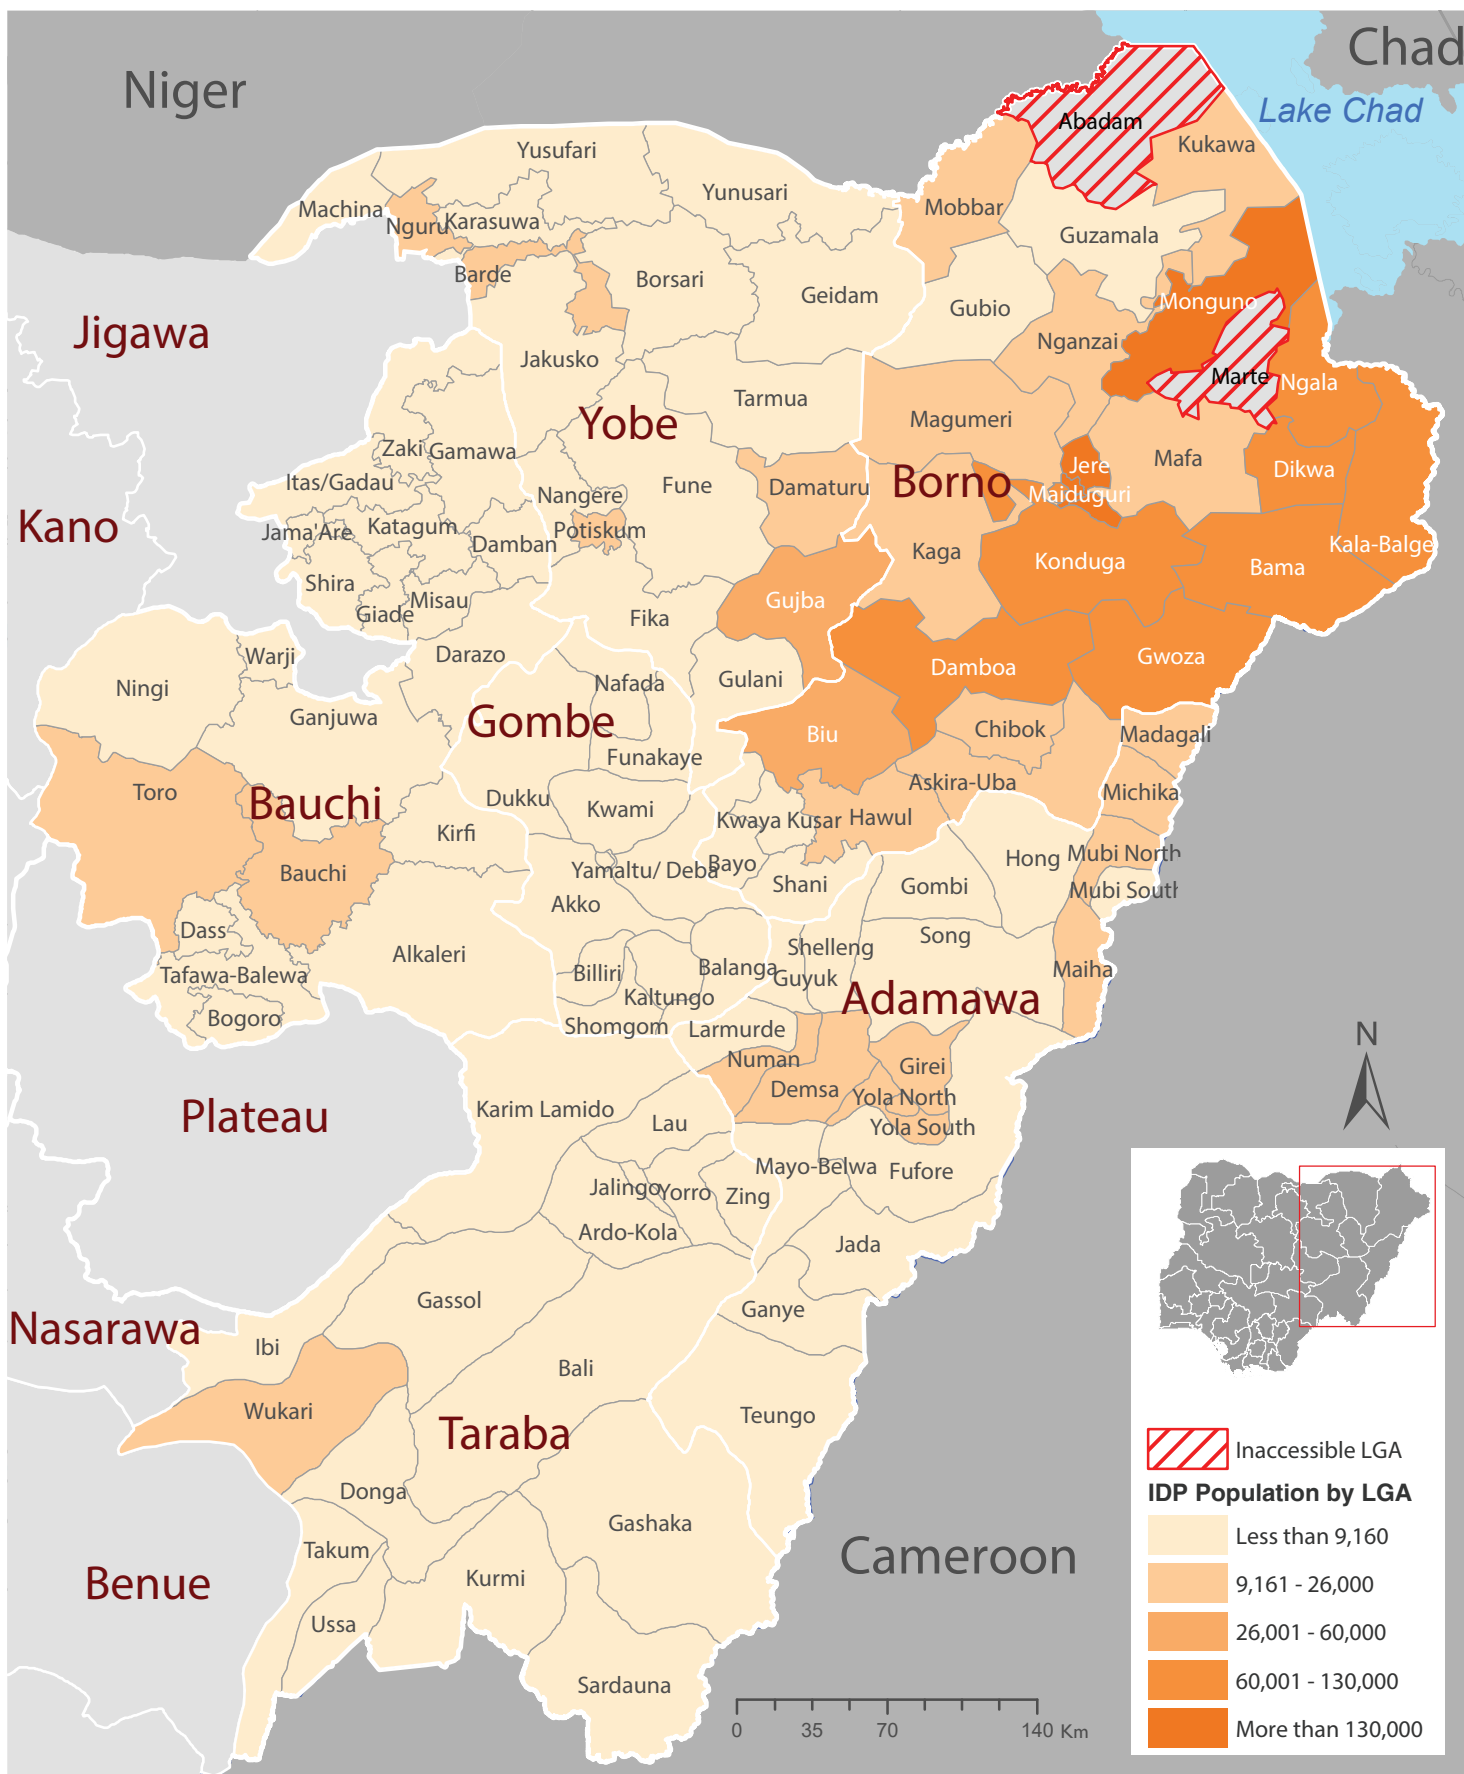 Niger
Chad
Lake Chad
Abadam
Kukawa
Yusufari
Yunusari
Machina
Nguru
Karasuwa
Mobbar
Guzamala
Barde
Borsari
Geidam
Gubio
Monguno
Jigawa
Nganzai
Jakusko
Marte
Ngala
Tarmua
Yobe
Magumeri
Zaki
Gamawa
Mafa
Jere
Dikwa
Itas/Gadau
Nangere
Fune
Damaturu
Borno
Maiduguri
Kano
Jama'Are
Katagum
Potiskum
Damban
Kaga
Kala-Balge
Konduga
Bama
Shira
Misau
Giade
Gujba
Fika
Warji
Darazo
Gwoza
Damboa
Ningi
Nafada
Gulani
Ganjuwa
Gombe
Biu
Chibok
Madagali
Funakaye
Toro
Bauchi
Dukku
Kwami
Askira-Uba
Michika
Kwaya Kusar
Hawul
Kirfi
Hong
Mubi North
Bauchi
Yamaltu/ Deba
Bayo
Shani
Gombi
Mubi South
Akko
Dass
Alkaleri
Shelleng
Song
Tafawa-Balewa
Billiri
Balanga
Guyuk
Maiha
Kaltungo
Adamawa
Bogoro
Shomgom
Larmurde
N
Numan
Girei
Demsa
Yola North
Plateau
Karim Lamido
Lau
Yola South
Mayo-Belwa
Fufore
Jalingo
Yorro
Zing
Ardo-Kola
Jada
Gassol
Ganye
Nasarawa
Ibi
Bali
Wukari
Teungo
Taraba
Inaccessible LGA
Donga
IDP Population by LGA
Gashaka
Less than 9,160
Takum
Cameroon
Benue
Kurmi
9,161 - 26,000
Ussa
26,001 - 60,000
Sardauna
60,001 - 130,000
0 35 70 140 Km
More than 130,000